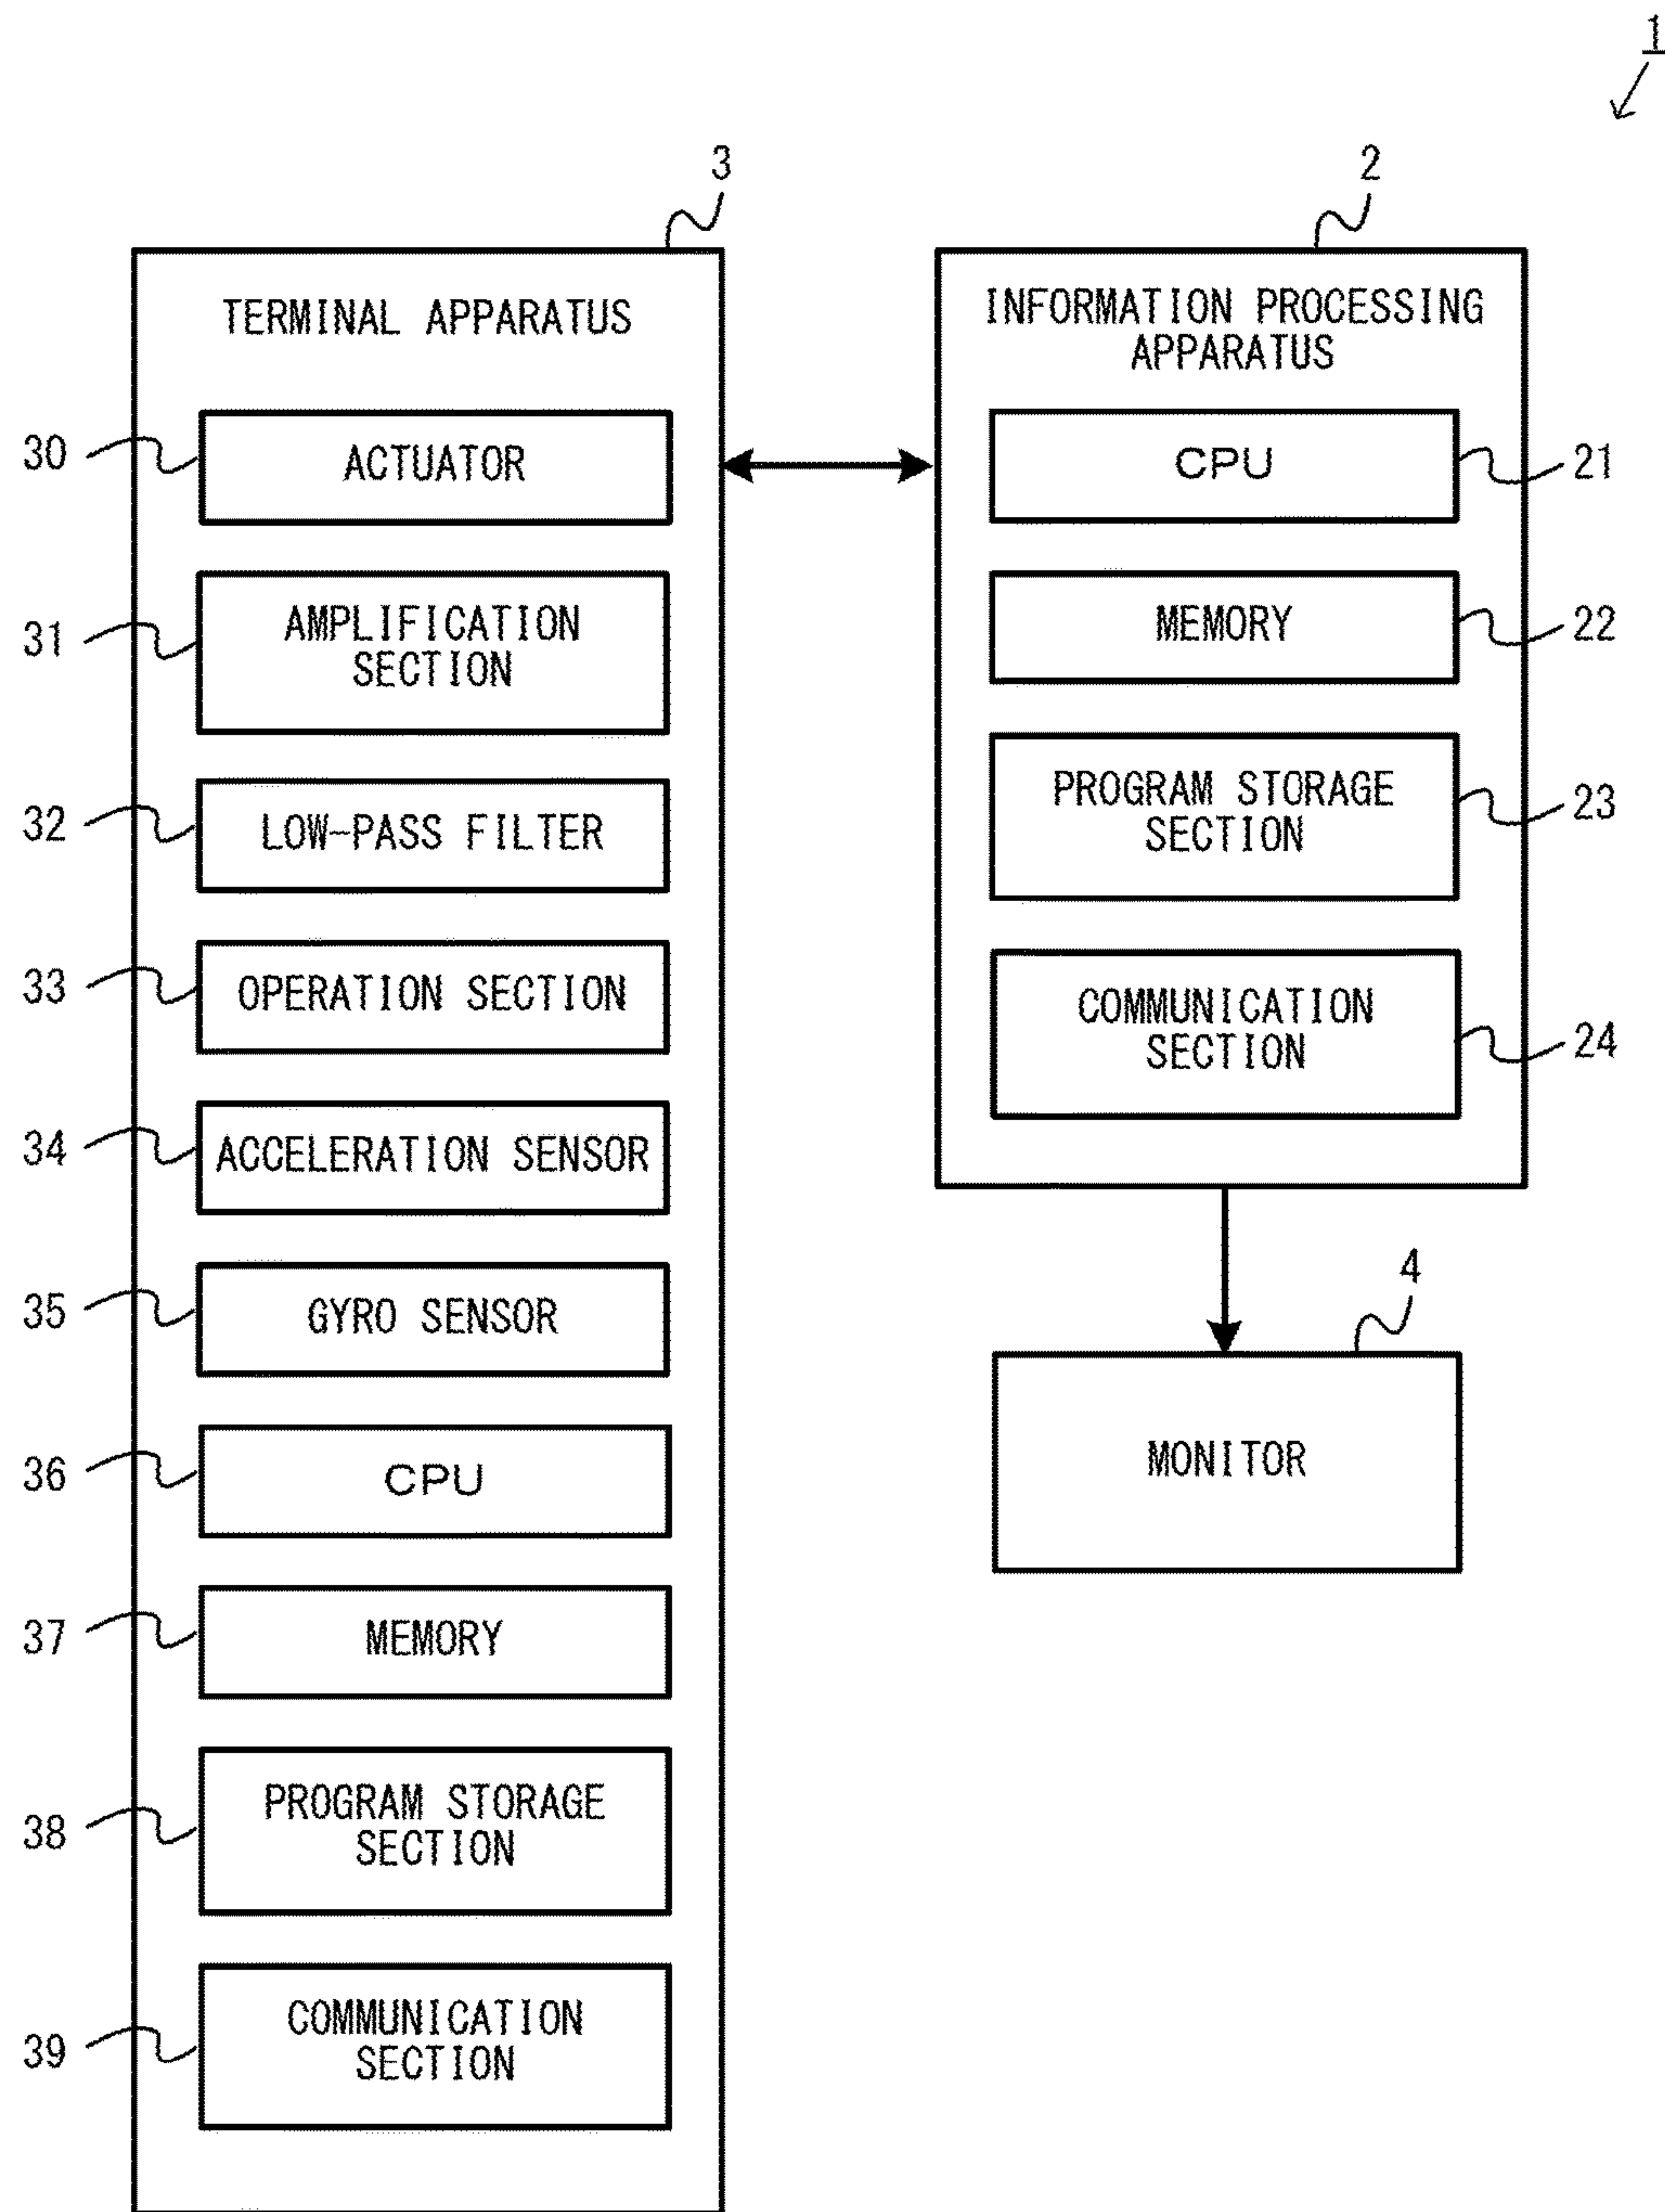 1
3
TERMINAL APPARATUS
30
ACTUATOR
31
AMPLIFICATION
SECTION
32
LOW-PASS FILTER
33
OPERATION SECTION
34
ACCELERATION SENSOR
35
GYRO SENSOR
36
CPU
37
MEMORY
38
PROGRAM STORAGE
SECTION
39
COMMUNICATION
SECTION
2
INFORMATION PROCESSING
APPARATUS
CPU
21
MEMORY
22
PROGRAM STORAGE
SECTION
23
COMMUNICATION
SECTION
24
4
MONITOR